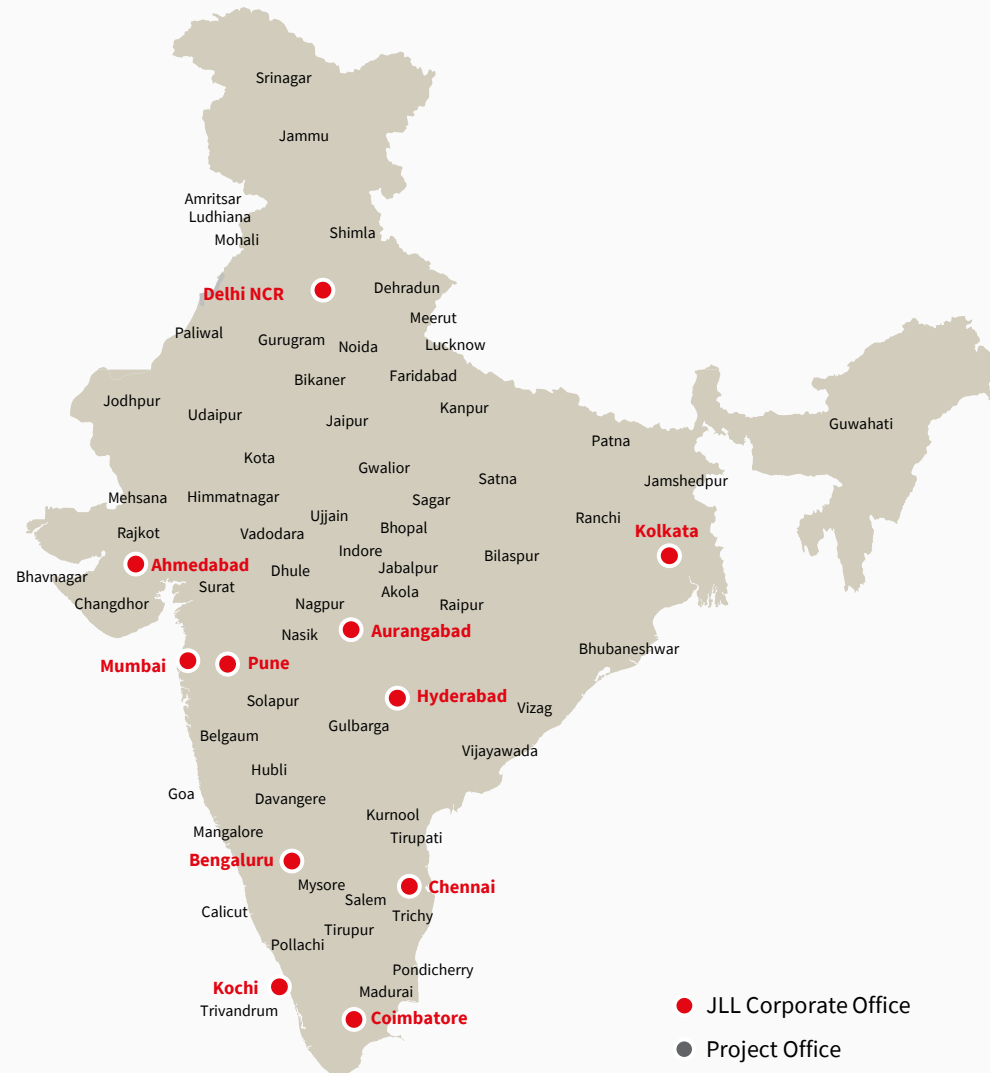 Srinagar
Jammu
Amritsar
Ludhiana
Mohali
Shimla
Delhi NCR
Dehradun
Meerut
Paliwal
Gurugram
Noida
Lucknow
Bikaner
Faridabad
Jodhpur
Udaipur
Jaipur
Kanpur
Guwahati
Patna
Kota
Gwalior
Satna
Jamshedpur
Mehsana
Himmatnagar
Sagar
Ujjain
Ranchi
Rajkot
Vadodara
Bhopal
Kolkata
Indore
Bilaspur
Ahmedabad
Bhavnagar
Dhule
Jabalpur
Surat
Akola
Changdhor
Nagpur
Raipur
Nasik
Aurangabad
Bhubaneshwar
Mumbai
Pune
Solapur
Hyderabad
Vizag
Gulbarga
Belgaum
Vijayawada
Hubli
Goa
Davangere
Kurnool
Mangalore
Tirupati
Bengaluru
Mysore
Chennai
Salem
Calicut
Trichy
Tirupur
Pollachi
Pondicherry
Kochi
Madurai
Trivandrum
Coimbatore
JLL Corporate Office
Project Office